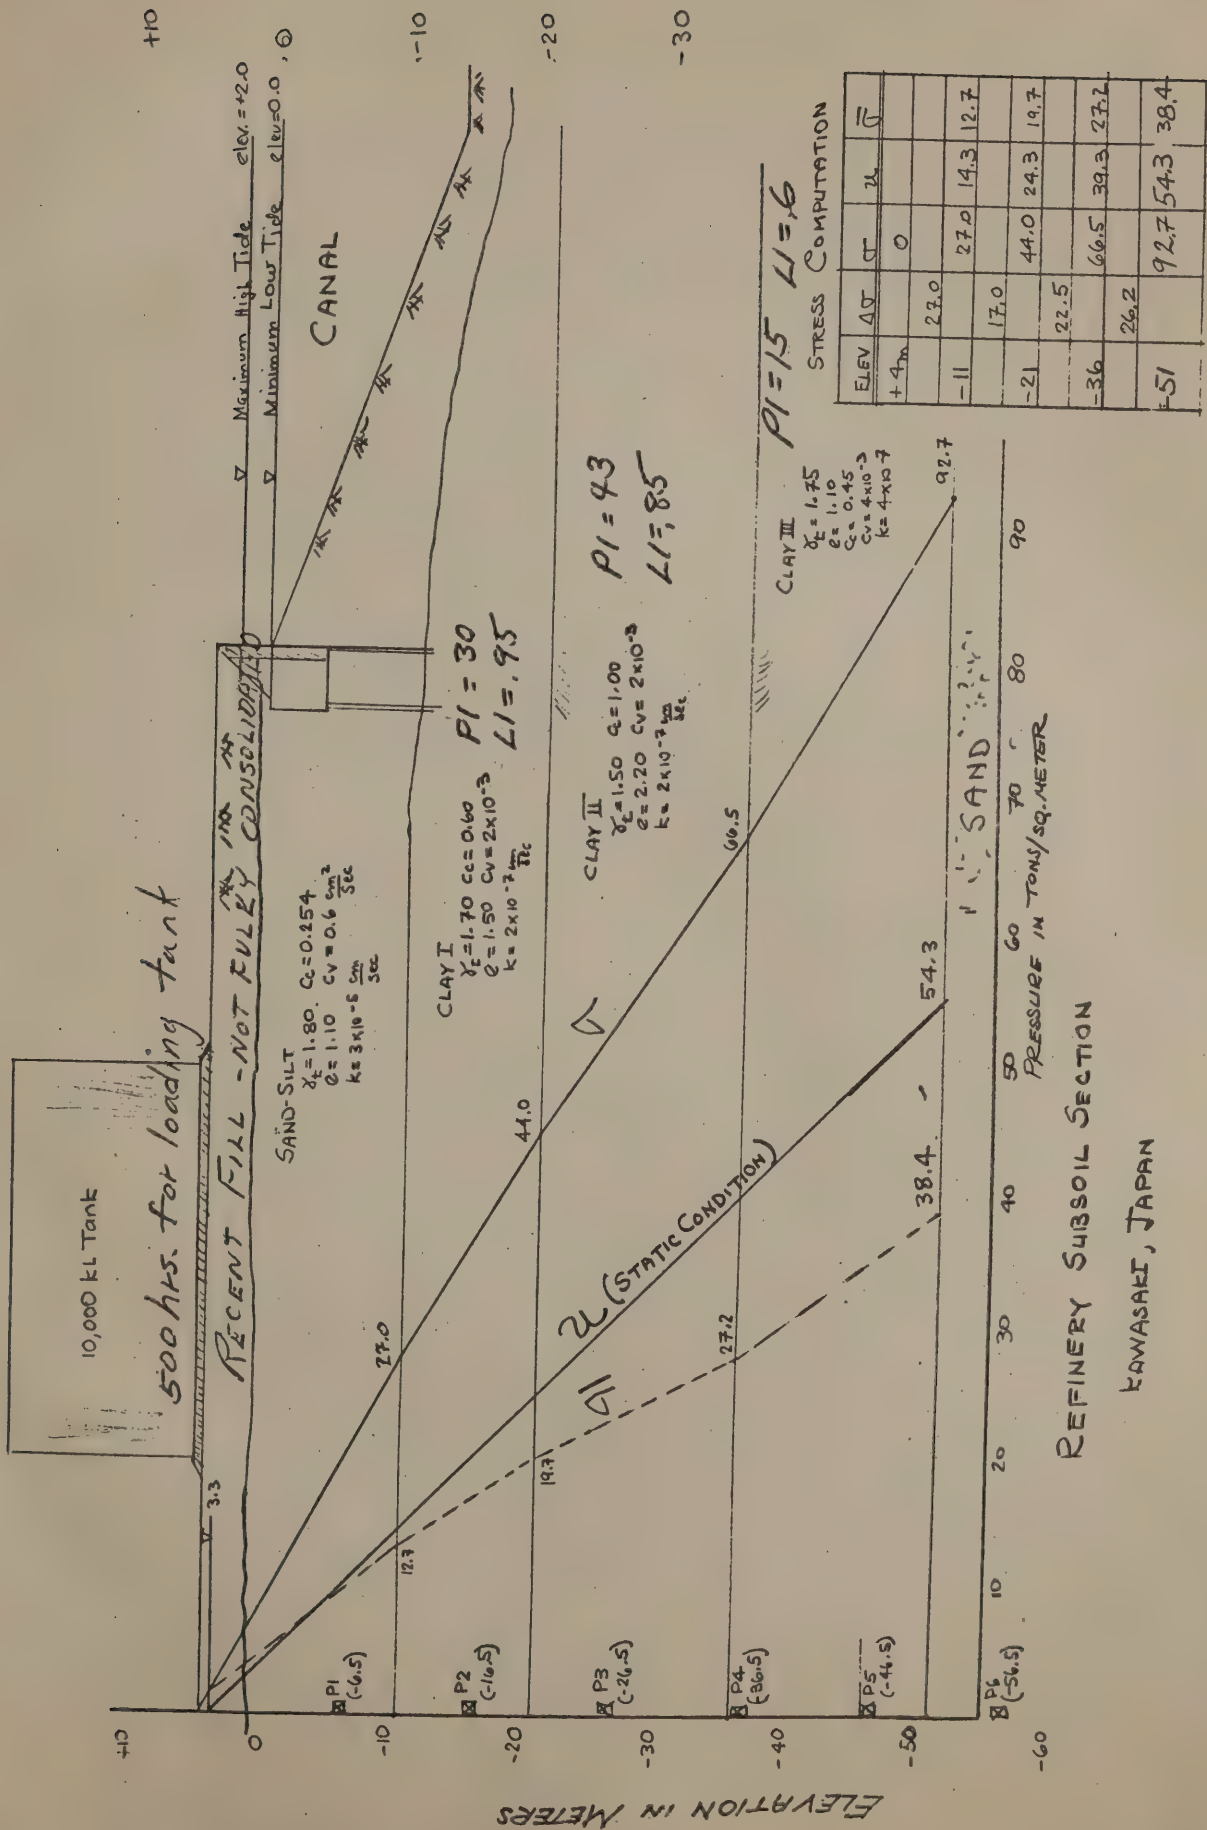 10,000 KL Tank
500 hrs. for loading tank
3.3
RECENT FILL - NOT FULLY CONSOLIDATED
Maximum High Tide elev.=+2.0
Minimum Low Tide elev=0.0
CANAL
+10
0
-10
-20
-30
SAND-SILT
γt=1.80. Cc=0.254
e=1.10 Cv=0.6 cm²/sec
CLAY I
γt=1.70 Cc=0.60
e=1.50 Cv=2x10-3
k=2x10-7 cm/sec
PI=30
LI=.95
CLAY II
γt=1.50 Cc=1.00
e=2.20 Cv=2x10-3
k=2x10-7 cm/sec
PI=43
LI=.85
CLAY III
γt=1.75
e=1.10
Cc=0.45
Cv=4x10-3
k=4x10-7
PI=15 LI=.6
27.0
44.0
66.5
92.7
σ
u (STATIC CONDITION)
σ̄
12.7
19.7
27.2
38.4
54.3
SAND
P1
(-6.5)
P2
(-16.5)
P3
(-26.5)
P4
(36.5)
P5
(-46.5)
P6
(-56.5)
+10
0
-10
-20
-30
-40
-50
-60
ELEVATION IN METERS
10 20 30 40 50 60 70 80 90
PRESSURE IN TONS/SQ.METER
STRESS COMPUTATION
ELEV Δσ σ u σ̄
+4m 0
27.0
-11 27.0 14.3 12.7
17.0
-21 44.0 24.3 19.7
22.5
-36 66.5 39.3 27.2
26.2
-51 92.7 54.3 38.4
REFINERY SUBSOIL SECTION
KAWASAKI, JAPAN